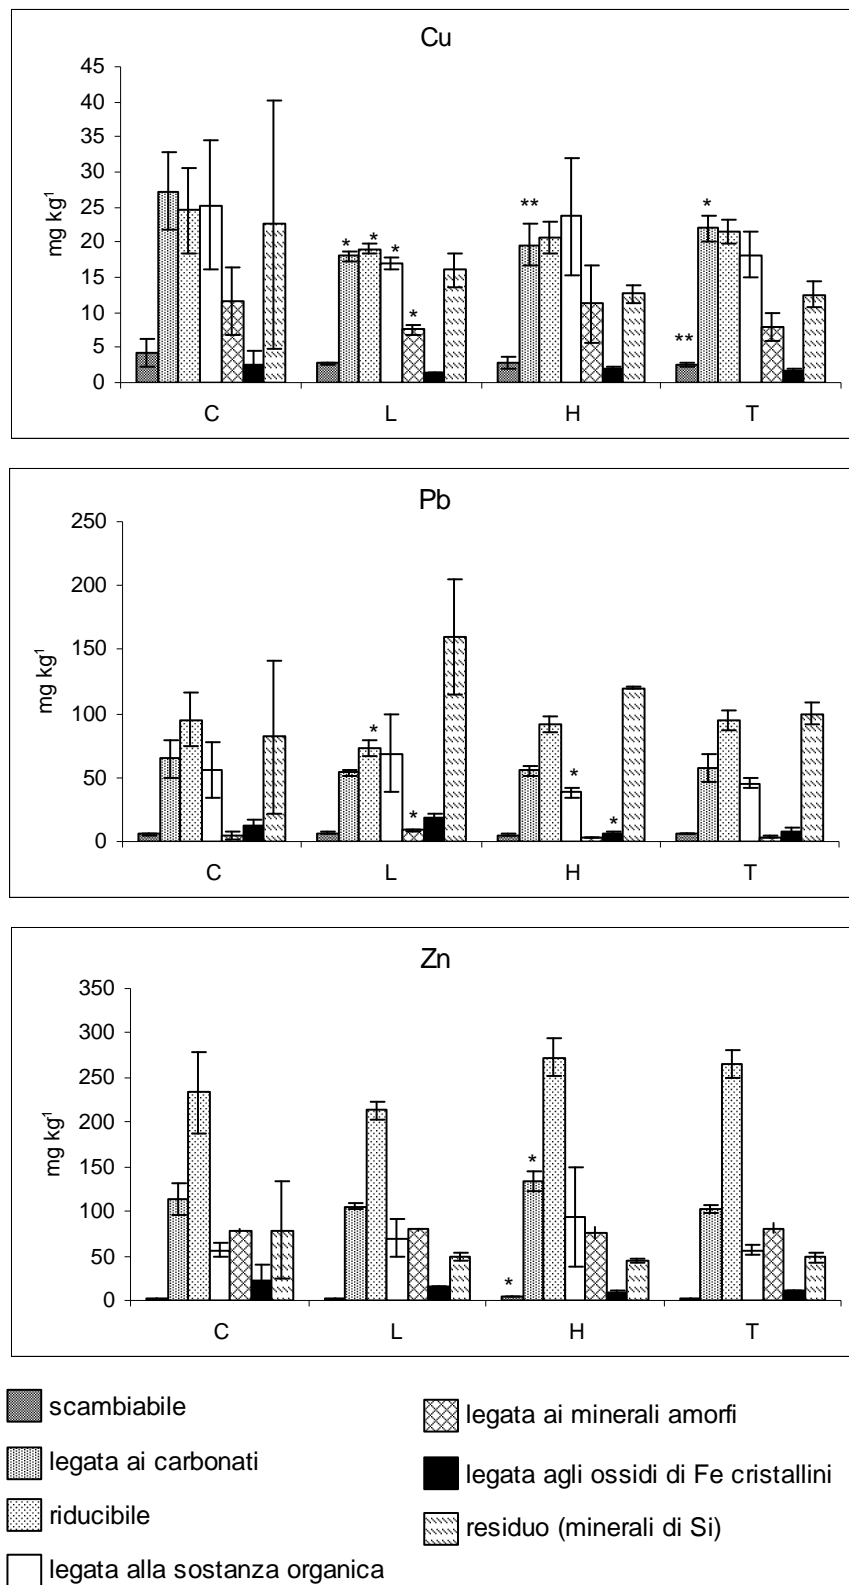 Cu
45
40
35
30
25
20
15
10
5
0
mg kg-1
* * * *
**
** *
C L H T
Pb
250
200
150
100
50
0
mg kg-1
* *
* *
C L H T
Zn
350
300
250
200
150
100
50
0
mg kg-1
* *
C L H T
scambiabile
legata ai carbonati
riducibile
legata alla sostanza organica
legata ai minerali amorfi
legata agli ossidi di Fe cristallini
residuo (minerali di Si)